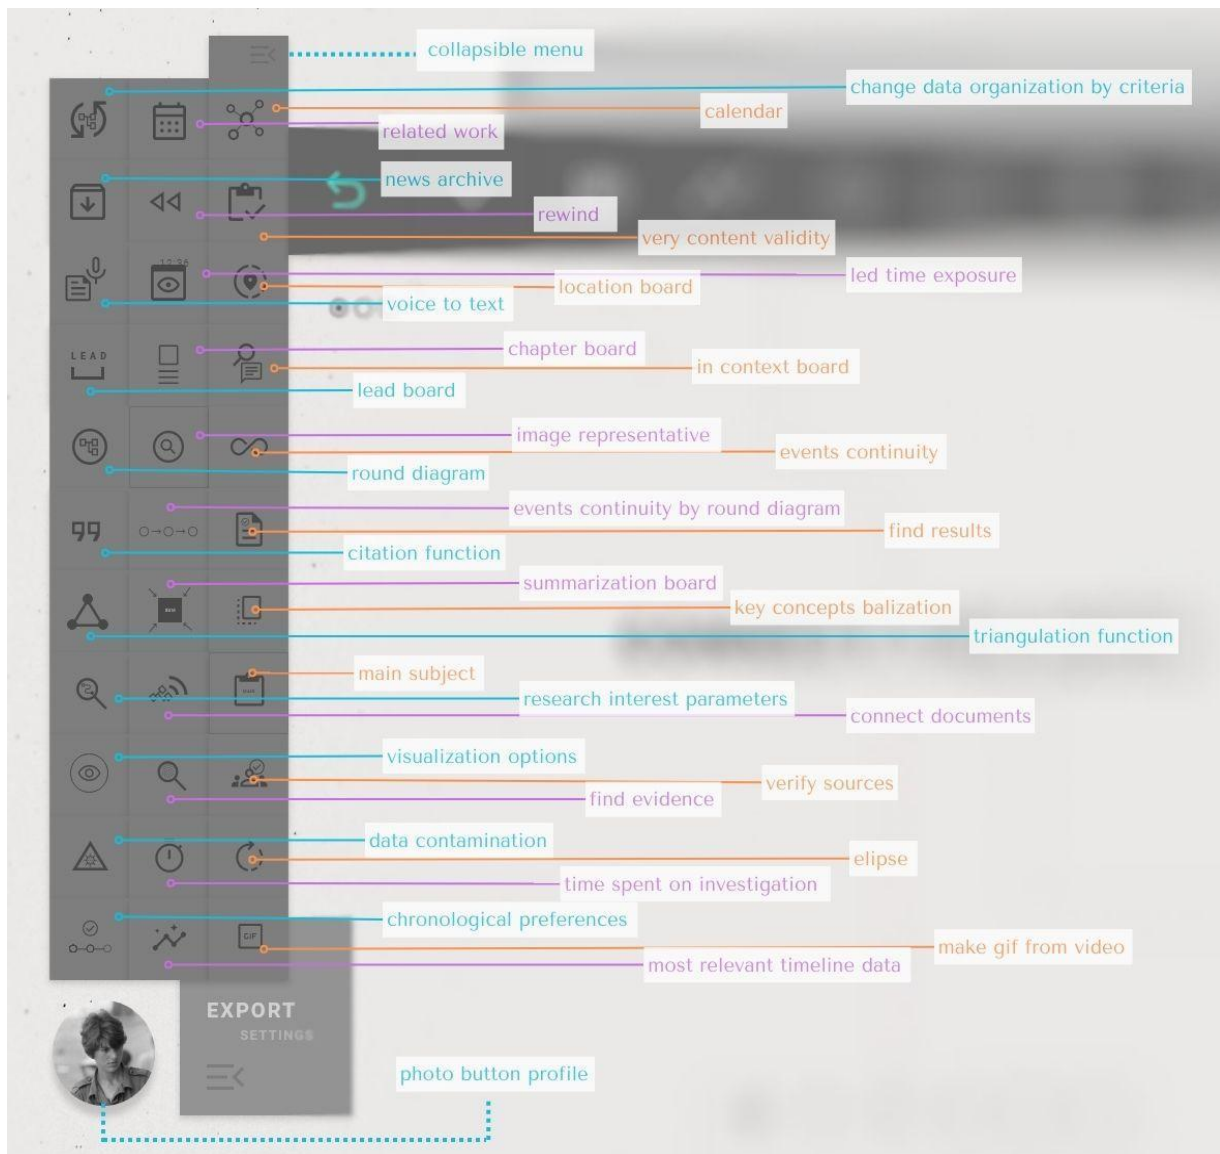 collapsible menu
change data organization by criteria
calendar
related work
news archive
rewind
very content validity
12:36
led time exposure
location board
voice to text
chapter board
LEAD
in context board
lead board
image representative
events continuity
round diagram
events continuity by round diagram
find results
citation function
summarization board
key concepts balization
triangulation function
main subject
research interest parameters
connect documents
visualization options
verify sources
find evidence
data contamination
elipse
time spent on investigation
chronological preferences
GIF
make gif from video
most relevant timeline data
EXPORT
SETTINGS
photo button profile